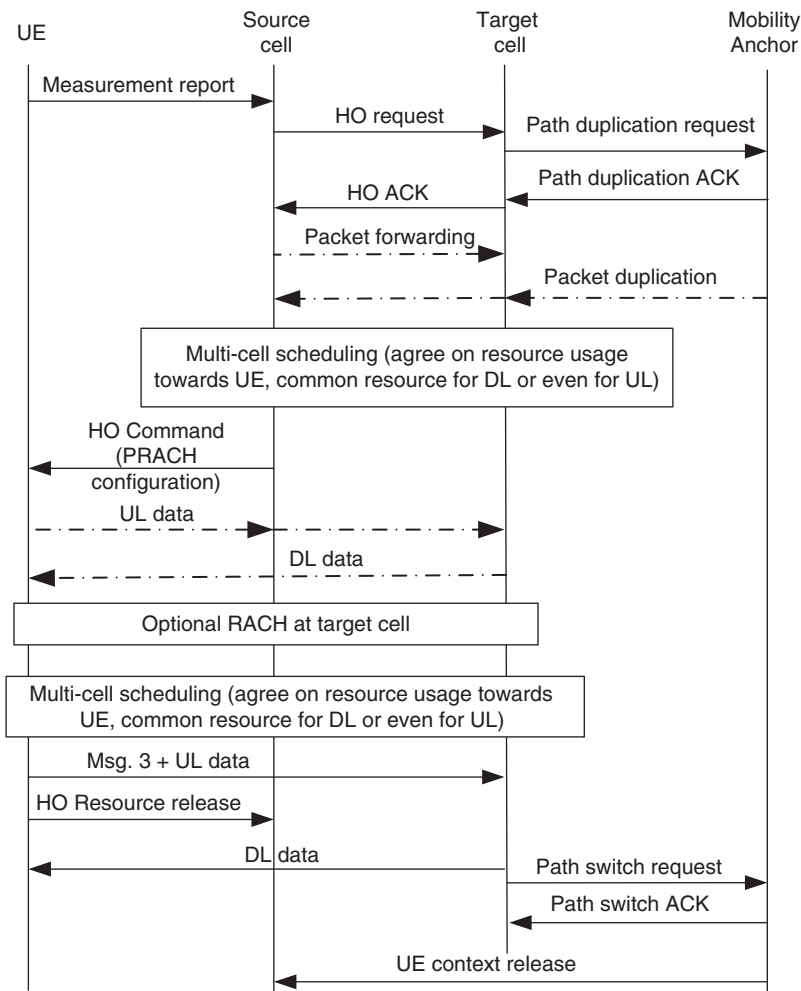 UE
Source
cell
Target
cell
Mobility
Anchor
Measurement report
HO request
Path duplication request
Path duplication ACK
HO ACK
Packet forwarding
Packet duplication
Multi-cell scheduling (agree on resource usage
towards UE, common resource for DL or even for UL)
HO Command
(PRACH
configuration)
UL data
DL data
Optional RACH at target cell
Multi-cell scheduling (agree on resource usage towards
UE, common resource for DL or even for UL)
Msg. 3 + UL data
HO Resource release
DL data
Path switch request
Path switch ACK
UE context release